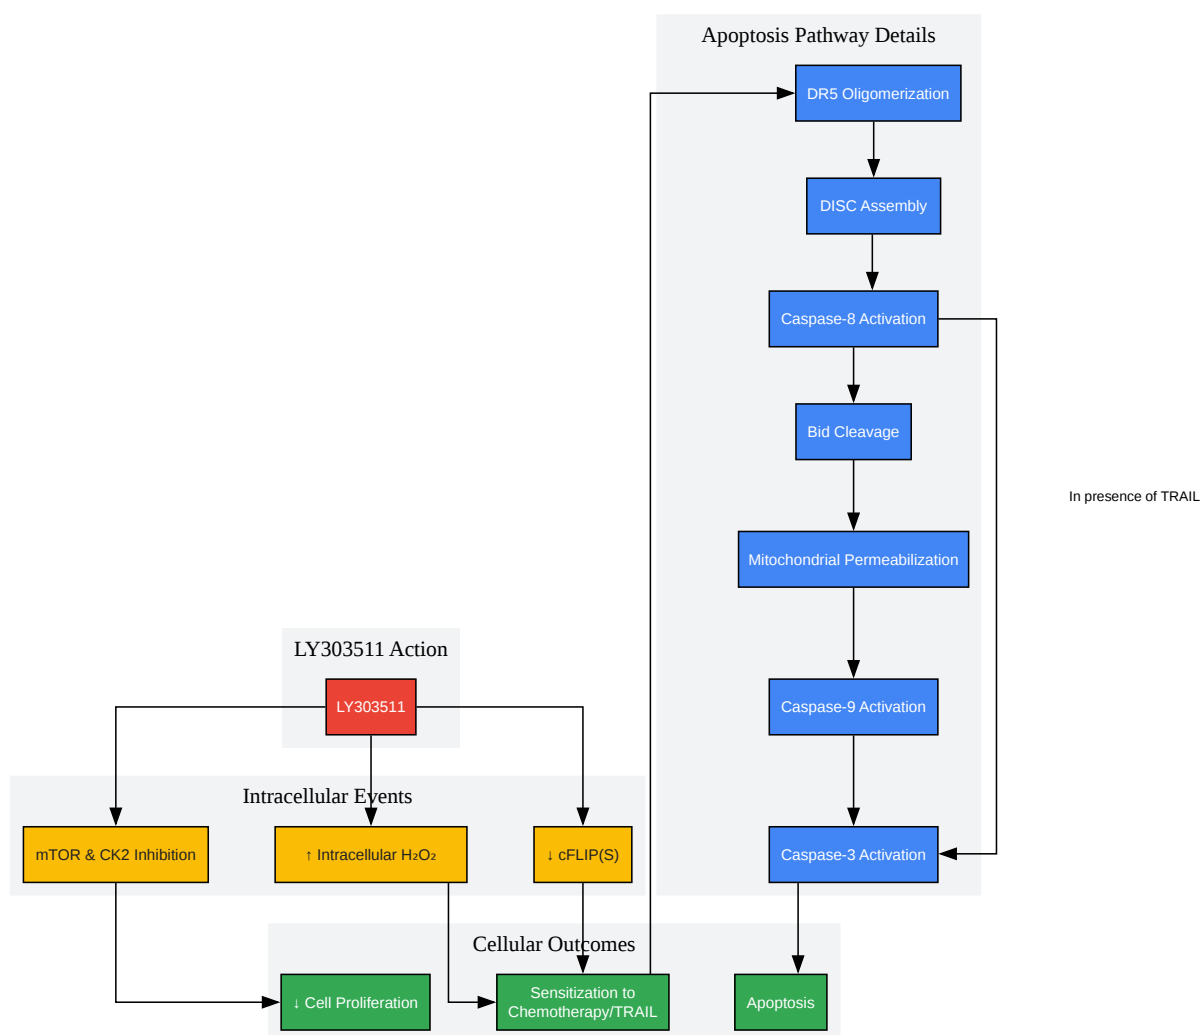 Apoptosis Pathway Details
DR5 Oligomerization
DISC Assembly
Caspase-8 Activation
Bid Cleavage
In presence of TRAIL
Mitochondrial Permeabilization
LY303511 Action
LY303511
Caspase-9 Activation
Intracellular Events
mTOR & CK2 Inhibition
↑ Intracellular H₂O₂
↓ cFLIP(S)
Caspase-3 Activation
Cellular Outcomes
↓ Cell Proliferation
Sensitization to
Chemotherapy/TRAIL
Apoptosis